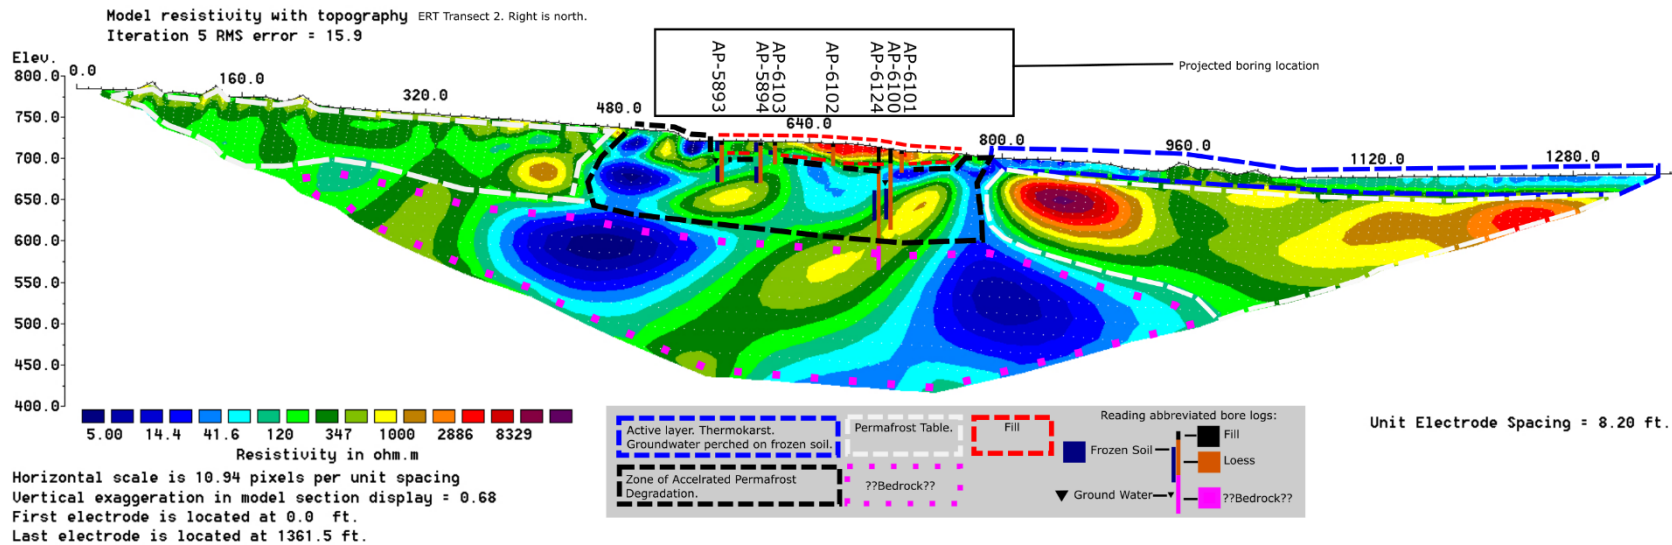 Model resistivity with topography ERT Transect 2. Right is north.
Iteration 5 RMS error = 15.9
Elev.
800.0
750.0
700.0
650.0
600.0
550.0
500.0
450.0
400.0
0.0
160.0
320.0
480.0
640.0
800.0
960.0
1120.0
1280.0
AP-5893
AP-5894
AP-6103
AP-6102
AP-6124
AP-6100
AP-6101
Projected boring location
5.00 14.4 41.6 120 347 1000 2886 8329
Resistivity in ohm.m
Horizontal scale is 10.94 pixels per unit spacing
Vertical exaggeration in model section display = 0.68
First electrode is located at 0.0 ft.
Last electrode is located at 1361.5 ft.
Active layer. Thermokarst.
Groundwater perched on frozen soil.
Zone of Accelrated Permafrost
Degradation.
Permafrost Table.
??Bedrock??
Fill
Reading abbreviated bore logs:
Frozen Soil
Ground Water
Fill
Loess
??Bedrock??
Unit Electrode Spacing = 8.20 ft.